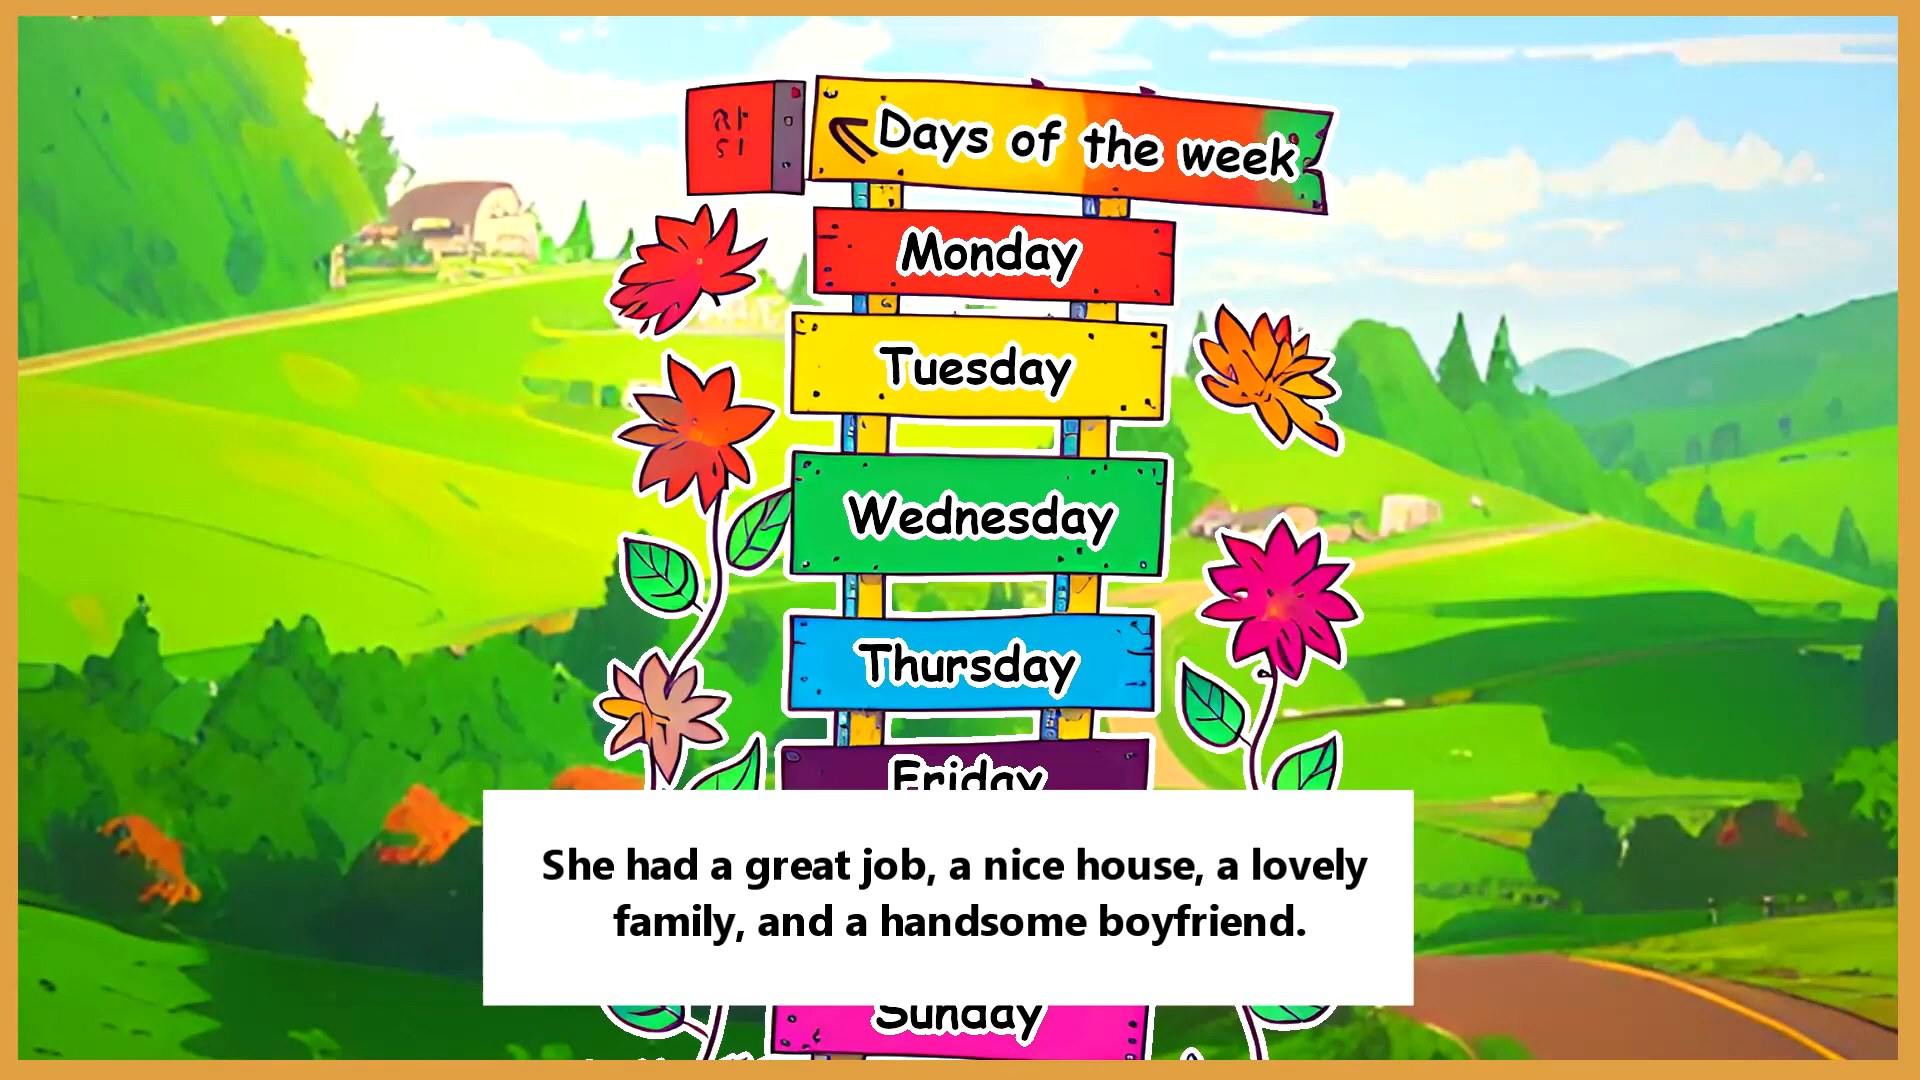 Days of the week
Monday
Tuesday
Wednesday
Thursday
Friday
She had a great job, a nice house, a lovely
family, and a handsome boyfriend.
Sunday